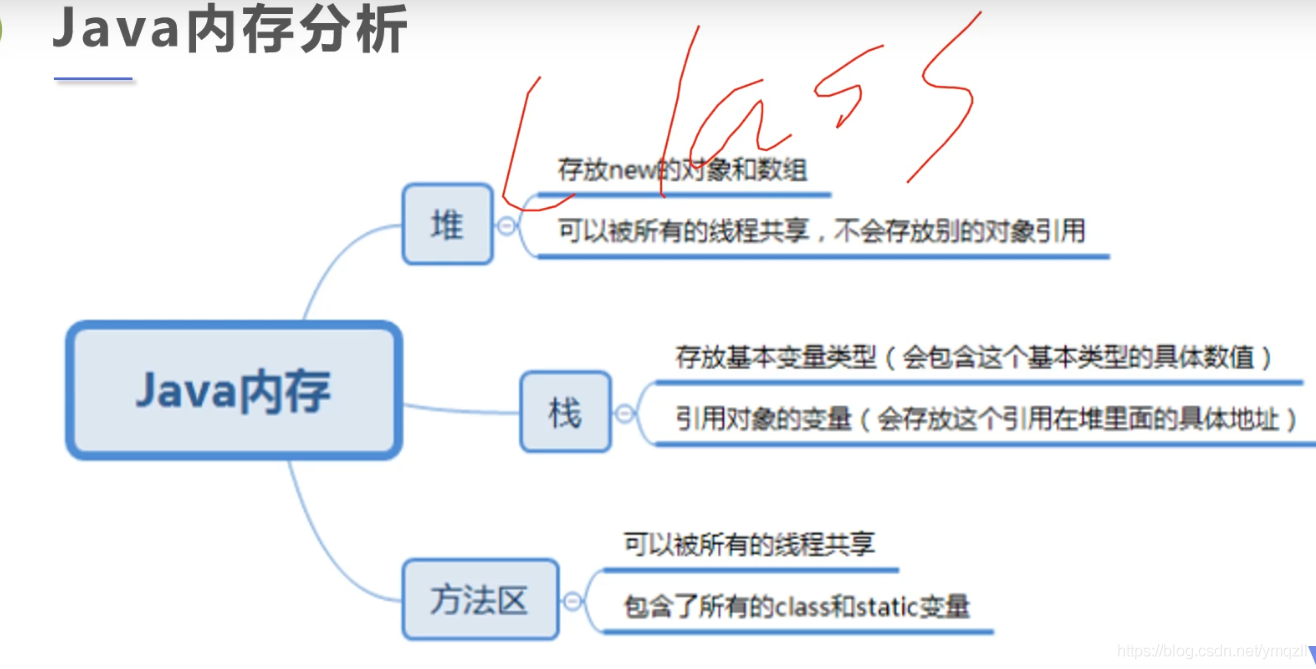 Java内存分析
Class
存放new的对象和数组
堆
可以被所有的线程共享，不会存放别的对象引用
存放基本变量类型（会包含这个基本类型的具体数值）
Java内存
栈
引用对象的变量（会存放这个引用在堆里面的具体地址）
可以被所有的线程共享
方法区
包含了所有的class和static变量